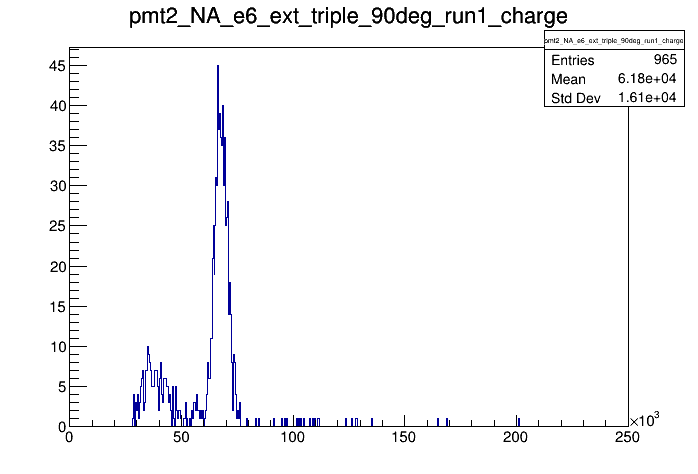 pmt2_NA_e6_ext_triple_90deg_run1_charge
pmt2_NA_e6_ext_triple_90deg_run1_charge
Entries 965
Mean 6.18e+04
Std Dev 1.61e+04
45
40
35
30
25
20
15
10
5
0
0 50 100 150 200 250
×10³